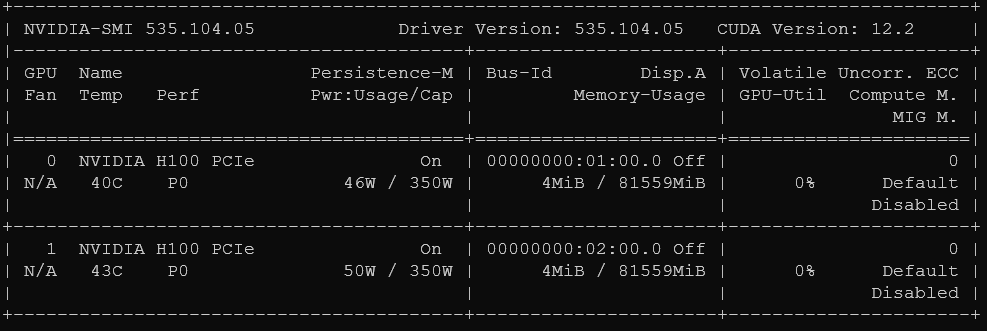 +---------------------------------------------------------------------------------------+
| NVIDIA-SMI 535.104.05             Driver Version: 535.104.05   CUDA Version: 12.2     |
|-----------------------------------------+----------------------+----------------------+
| GPU  Name                 Persistence-M | Bus-Id        Disp.A | Volatile Uncorr. ECC |
| Fan  Temp   Perf          Pwr:Usage/Cap |         Memory-Usage | GPU-Util  Compute M. |
|                                         |                      |               MIG M. |
|=========================================+======================+======================|
|   0  NVIDIA H100 PCIe               On  | 00000000:01:00.0 Off |                    0 |
| N/A   40C    P0              46W / 350W |     4MiB / 81559MiB |      0%      Default |
|                                         |                      |             Disabled |
+-----------------------------------------+----------------------+----------------------+
|   1  NVIDIA H100 PCIe               On  | 00000000:02:00.0 Off |                    0 |
| N/A   43C    P0              50W / 350W |     4MiB / 81559MiB |      0%      Default |
|                                         |                      |             Disabled |
+-----------------------------------------+----------------------+----------------------+